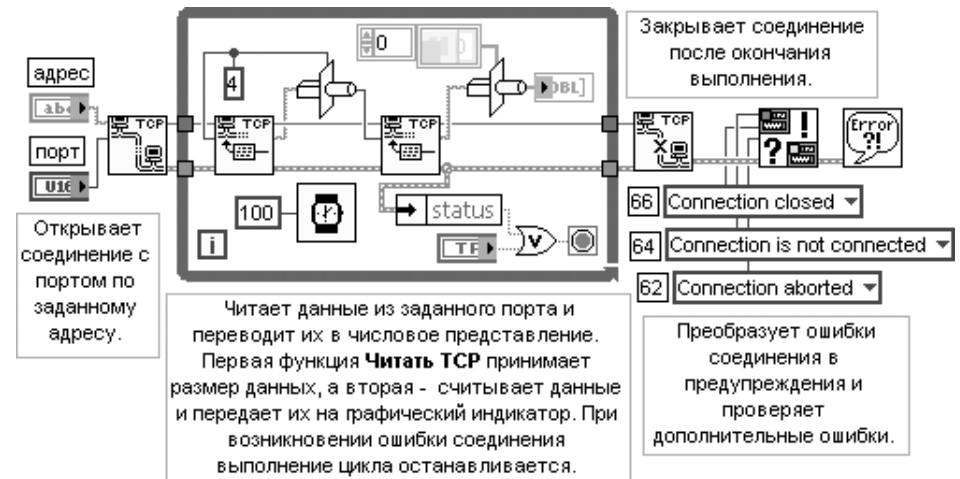 адрес
abc
порт
U16
TCP
Открывает
соединение с
портом по
заданному
адресу.
4
0
TCP
TCP
DBL]
100
i
status
TF
V
Читает данные из заданного порта и
переводит их в числовое представление.
Первая функция Читать TCP принимает
размер данных, а вторая - считывает данные
и передает их на графический индикатор. При
возникновении ошибки соединения
выполнение цикла останавливается.
Закрывает соединение
после окончания
выполнения.
TCP
X
!
?
Error
?!
66 Connection closed
64 Connection is not connected
62 Connection aborted
Преобразует ошибки
соединения в
предупреждения и
проверяет
дополнительные ошибки.